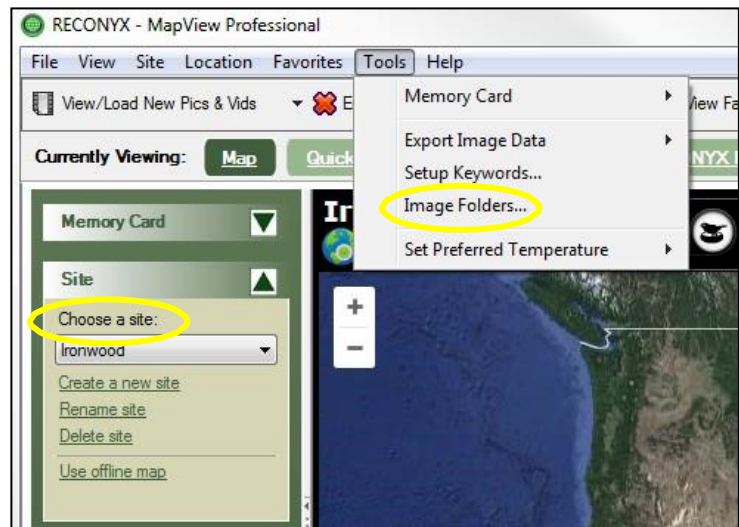 RECONYX - MapView Professional
File View Site Location Favorites Tools Help
View/Load New Pics & Vids
Currently Viewing: Map Quick
Memory Card
Export Image Data
Setup Keywords...
Image Folders...
Set Preferred Temperature
Memory Card
Site
Choose a site:
Ironwood
Create a new site
Rename site
Delete site
Use offline map
+
−